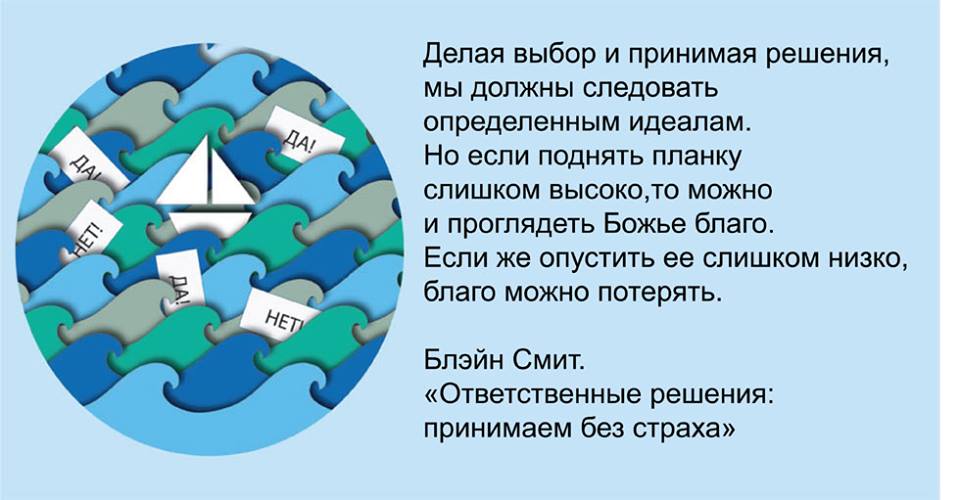 ДА!
ДА!
НЕТ!
ДА!
НЕТ!
Делая выбор и принимая решения,
мы должны следовать
определенным идеалам.
Но если поднять планку
слишком высоко,то можно
и проглядеть Божье благо.
Если же опустить ее слишком низко,
благо можно потерять.
Блэйн Смит.
«Ответственные решения:
принимаем без страха»